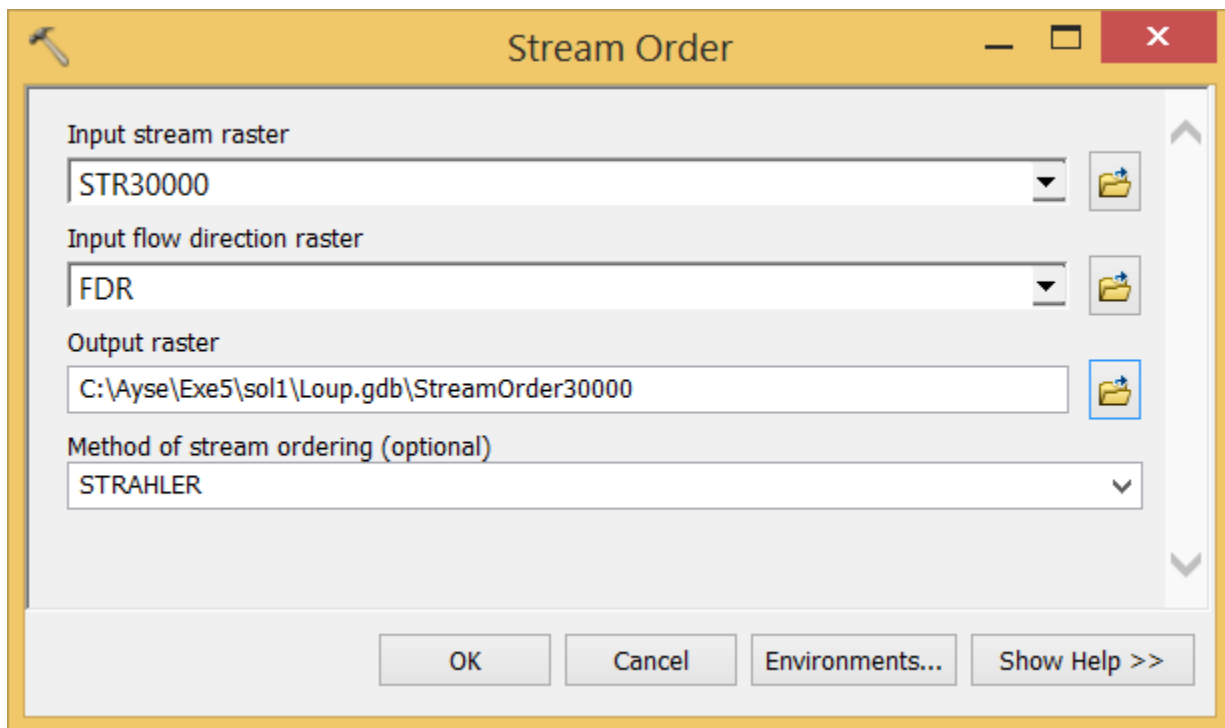 Stream Order
Input stream raster
STR30000
Input flow direction raster
FDR
Output raster
C:\Ayse\Exe5\sol1\Loup.gdb\StreamOrder30000
Method of stream ordering (optional)
STRAHLER
OK Cancel Environments... Show Help >>